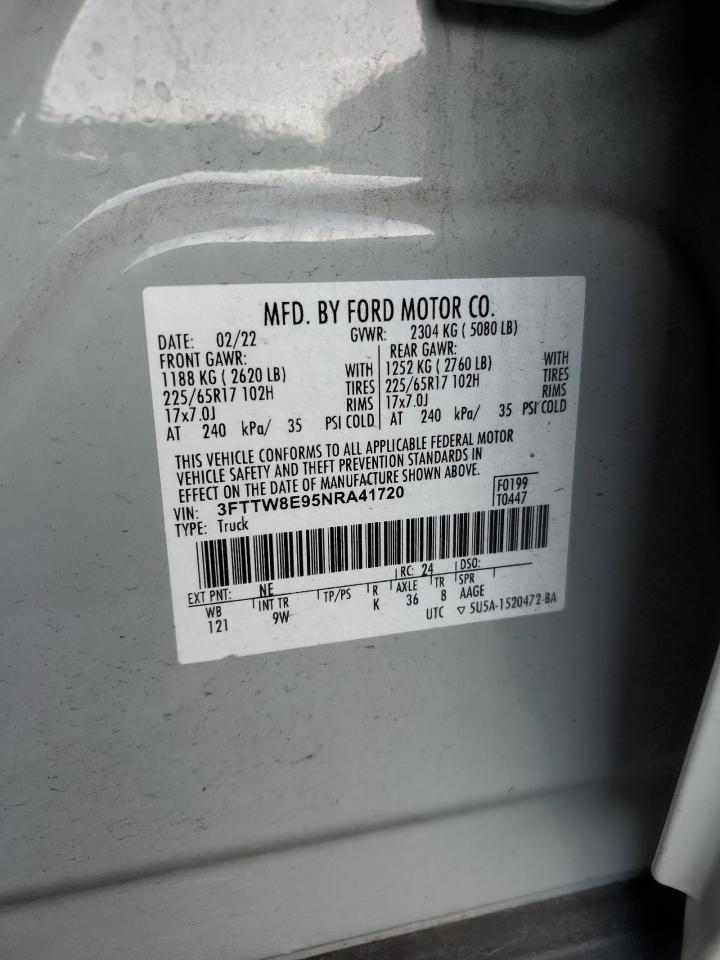 MFD. BY FORD MOTOR CO.
DATE: 02/22 GVWR: 2304 KG ( 5080 LB)
FRONT GAWR: REAR GAWR:
1188 KG ( 2620 LB) WITH 1252 KG ( 2760 LB) WITH
225/65R17 102H TIRES 225/65R17 102H TIRES
17x7.0J RIMS 17x7.0J RIMS
AT 240 kPa/ 35 PSI COLD AT 240 kPa/ 35 PSI COLD
THIS VEHICLE CONFORMS TO ALL APPLICABLE FEDERAL MOTOR
VEHICLE SAFETY AND THEFT PREVENTION STANDARDS IN
EFFECT ON THE DATE OF MANUFACTURE SHOWN ABOVE.
VIN: 3FTTW8E95NRA41720 F0199
TYPE: Truck T0447
EXT PNT: NE RC: 24 DSO:
WB INT TR TP/PS R AXLE TR SPR
121 9W K 36 8 AAGE
UTC ▽ 5U5A-1520472-BA